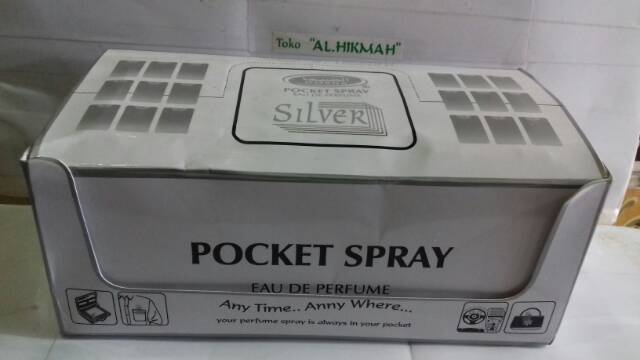 Toko "AL.HIKMAH"
POCKET SPRAY
EAU DE PERFUME
SILVER
POCKET SPRAY
EAU DE PERFUME
Any Time.. Anny Where...
your perfume spray is always in your pocket